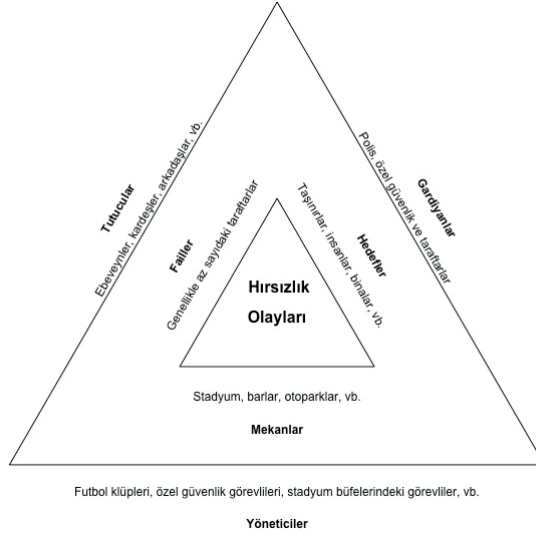 Tutucular
Ebeveynler, kardeşler, arkadaşlar, vb.
Failler
Genellikle az sayıdaki taraftarlar
Gardiyanlar
Polis, özel güvenlik ve taraftarlar
Hedefler
Taşınırlar, insanlar, binalar, vb.
Hırsızlık
Olayları
Stadyum, barlar, otoparklar, vb.
Mekanlar
Futbol klüpleri, özel güvenlik görevlileri, stadyum büfelerindeki görevliler, vb.
Yöneticiler